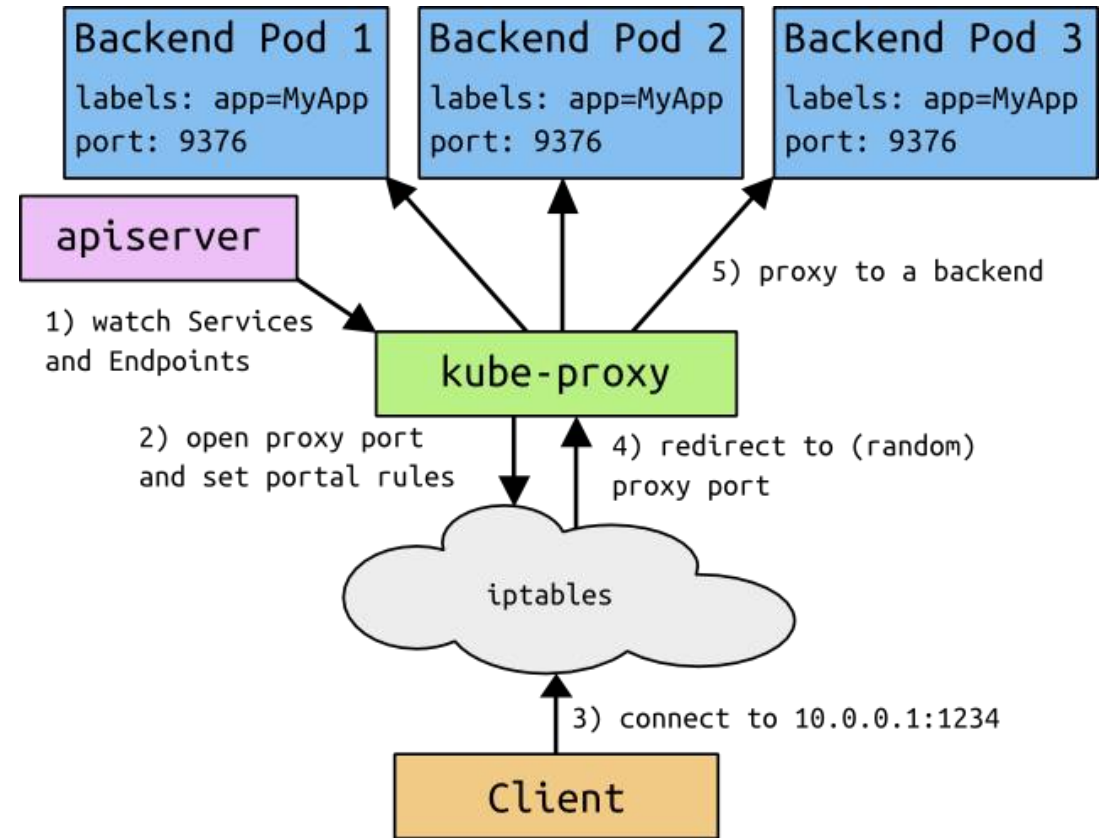 Backend Pod 1
labels: app=MyApp
port: 9376
Backend Pod 2
labels: app=MyApp
port: 9376
Backend Pod 3
labels: app=MyApp
port: 9376
apiserver
5) proxy to a backend
1) watch Services
and Endpoints
kube-proxy
2) open proxy port
and set portal rules
4) redirect to (random)
proxy port
iptables
3) connect to 10.0.0.1:1234
Client